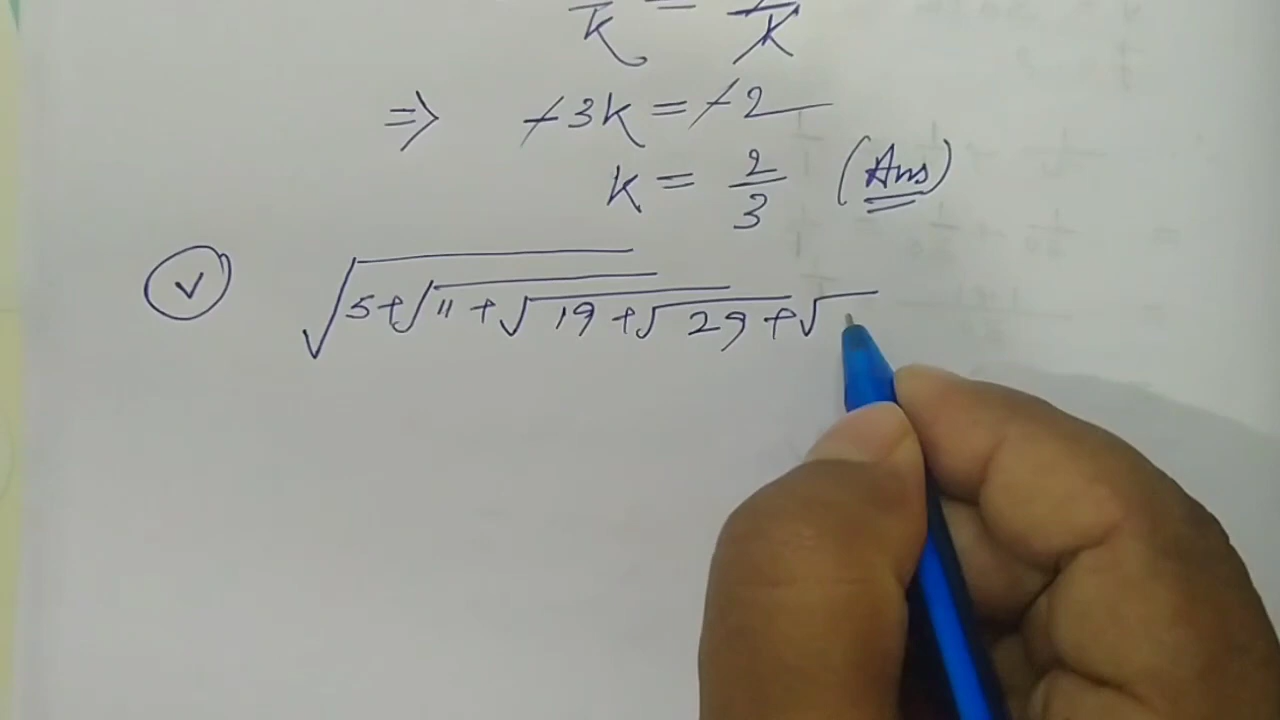 k =  k
⇒ -3k = -2
k = 2/3 (Ans)
(v) √(5+√(11+√(19+√(29+√